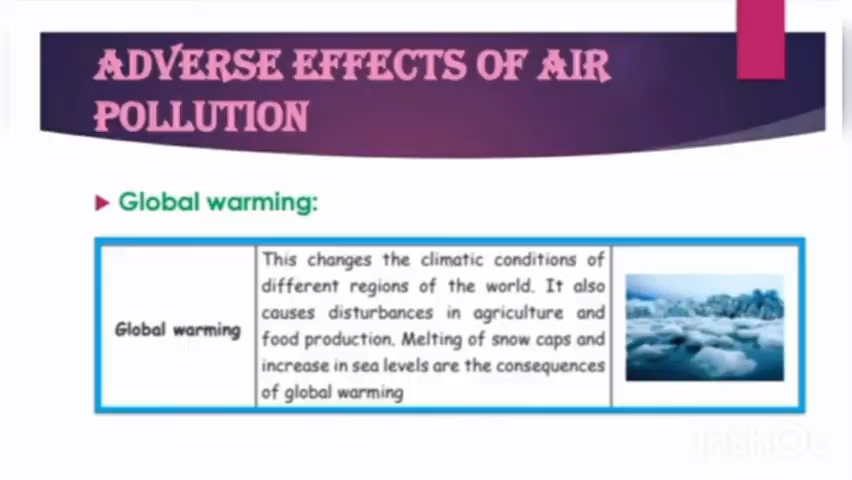 ADVERSE EFFECTS OF AIR
POLLUTION
Global warming:
Global warming
This changes the climatic conditions of
different regions of the world. It also
causes disturbances in agriculture and
food production. Melting of snow caps and
increase in sea levels are the consequences
of global warming
InShOt